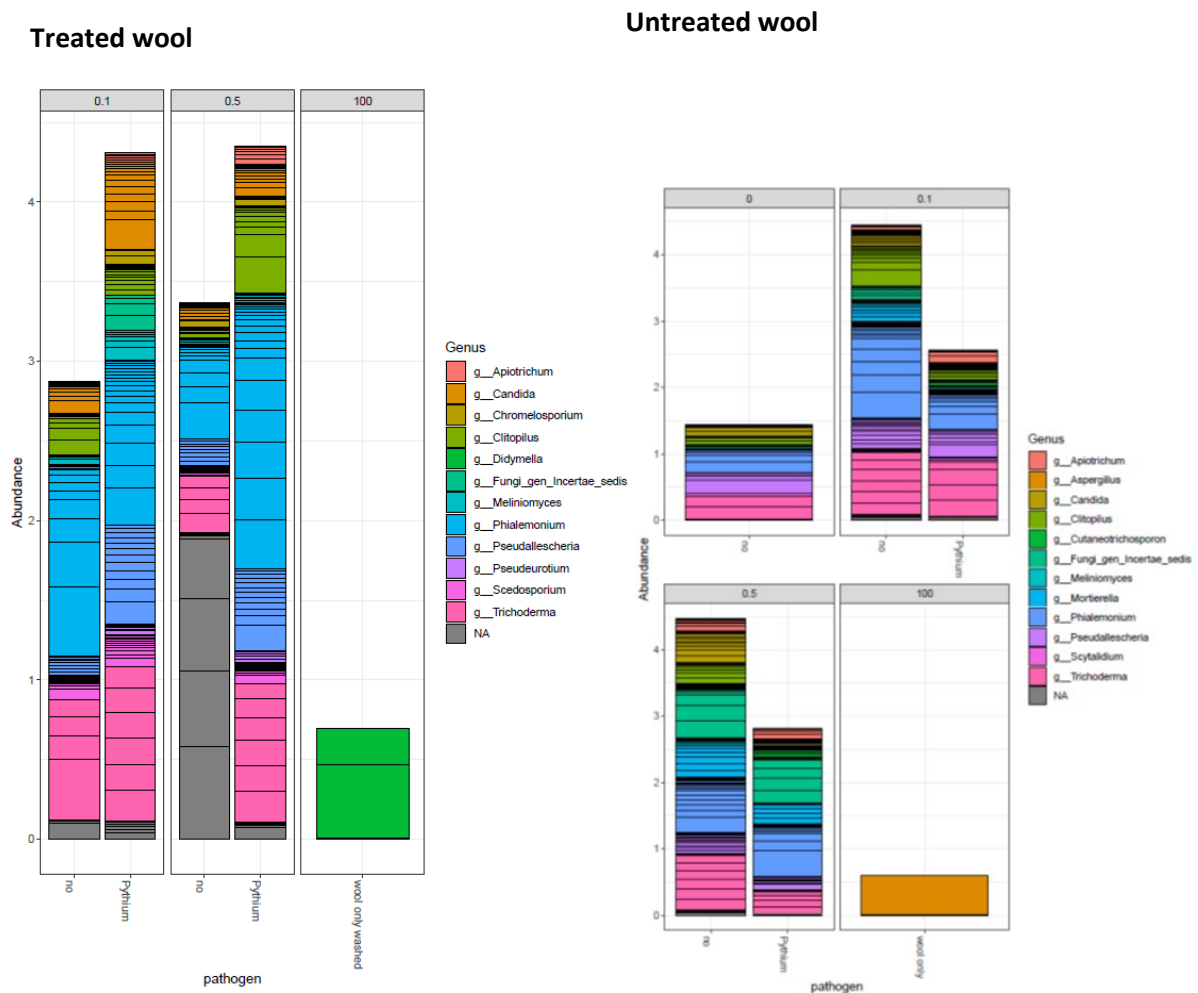 Treated wool
0.1
0.5
100
4
3
2
1
0
Abundance
no
Pythium
no
Pythium
wool only washed
pathogen
Genus
g__Apiotrichum
g__Candida
g__Chromelosporium
g__Clitopilus
g__Didymella
g__Fungi_gen_Incertae_sedis
g__Meliniomyces
g__Phialemonium
g__Pseudallescheria
g__Pseudeurotium
g__Scedosporium
g__Trichoderma
NA
Untreated wool
0
0.1
4
3
2
1
0
no
no
Pythium
Abundance
0.5
100
4
3
2
1
0
no
Pythium
wool only
pathogen
Genus
g__Apiotrichum
g__Aspergillus
g__Candida
g__Clitopilus
g__Cutaneotrichosporon
g__Fungi_gen_Incertae_sedis
g__Meliniomyces
g__Mortierella
g__Phialemonium
g__Pseudallescheria
g__Scytalidium
g__Trichoderma
NA